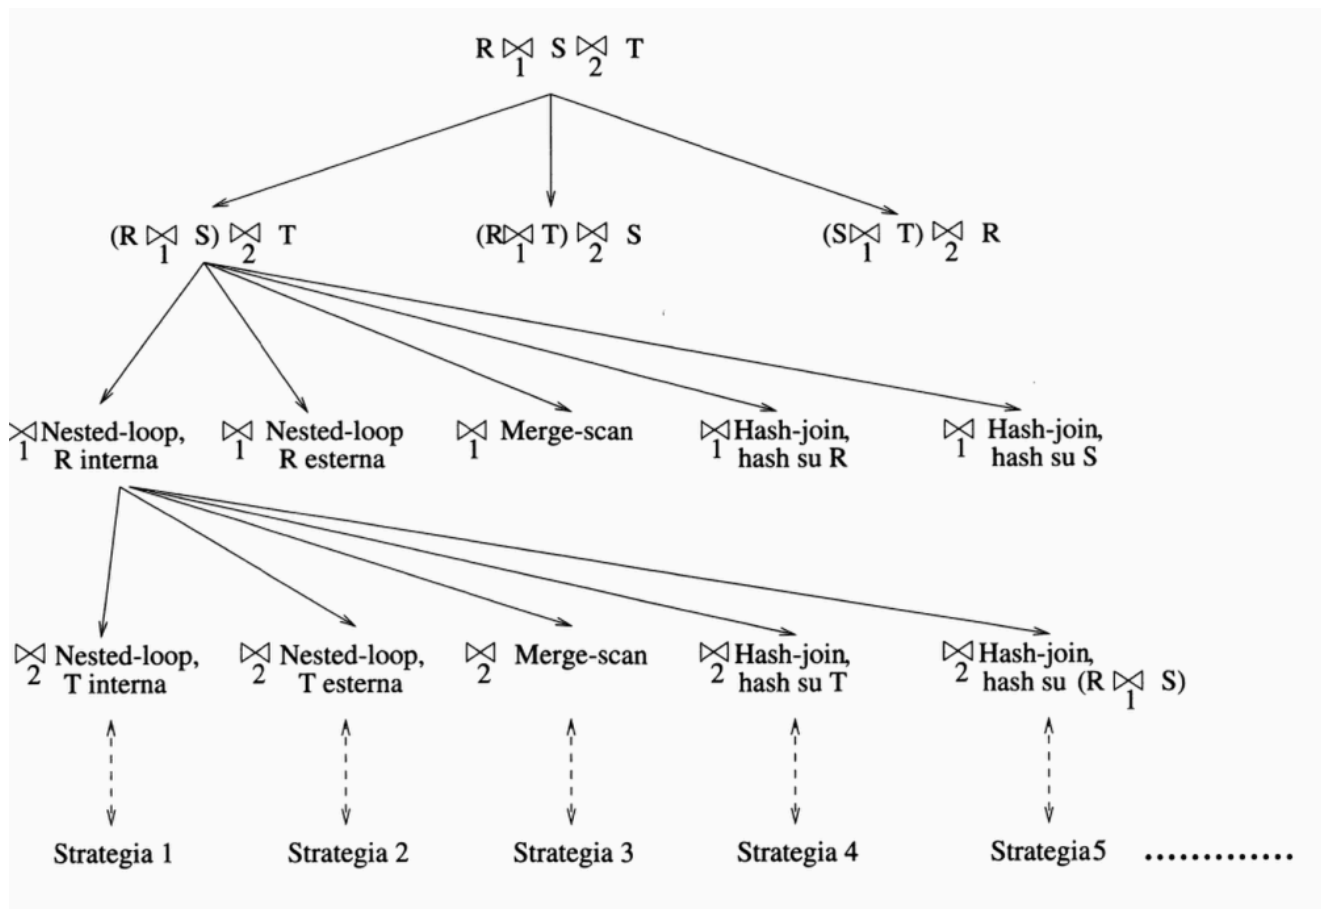 R ⋈1 S ⋈2 T
(R ⋈1 S) ⋈2 T
(R⋈1 T) ⋈2 S
(S⋈1 T) ⋈2 R
⋈1 Nested-loop,
R interna
⋈1 Nested-loop
R esterna
⋈1 Merge-scan
⋈1 Hash-join,
hash su R
⋈1 Hash-join,
hash su S
⋈2 Nested-loop,
T interna
⋈2 Nested-loop,
T esterna
⋈2 Merge-scan
⋈2 Hash-join,
hash su T
⋈2 Hash-join,
hash su (R ⋈1 S)
Strategia 1
Strategia 2
Strategia 3
Strategia 4
Strategia5 .............